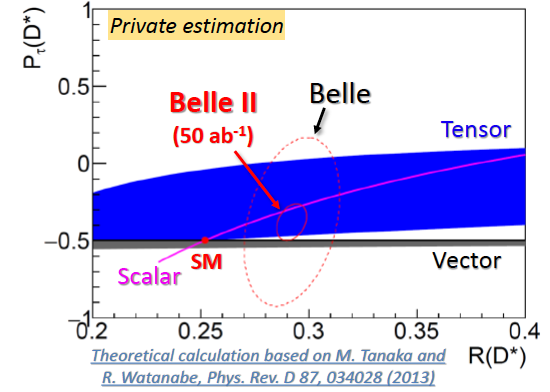 Private estimation
Pτ(D*)
1
0.5
0
−0.5
−1
Belle II
(50 ab-1)
Belle
Tensor
SM
Scalar
Vector
0.2
0.25
0.3
0.35
0.4
R(D*)
Theoretical calculation based on M. Tanaka and
R. Watanabe, Phys. Rev. D 87, 034028 (2013)